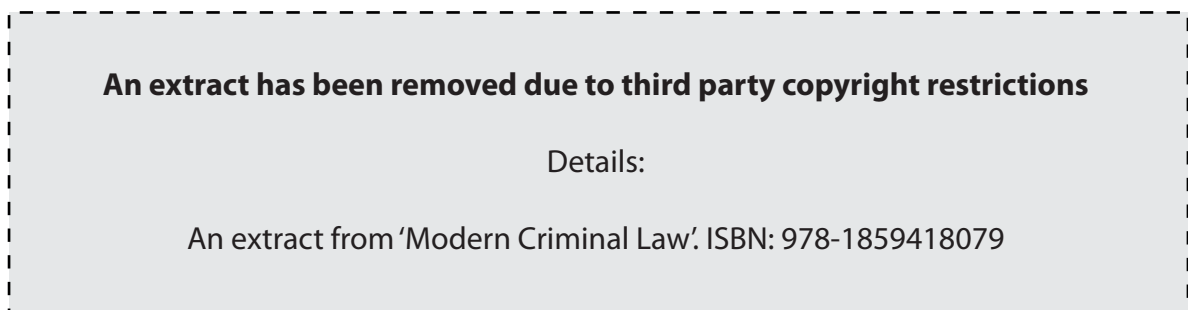 An extract has been removed due to third party copyright restrictions
Details:
An extract from ‘Modern Criminal Law’. ISBN: 978-1859418079